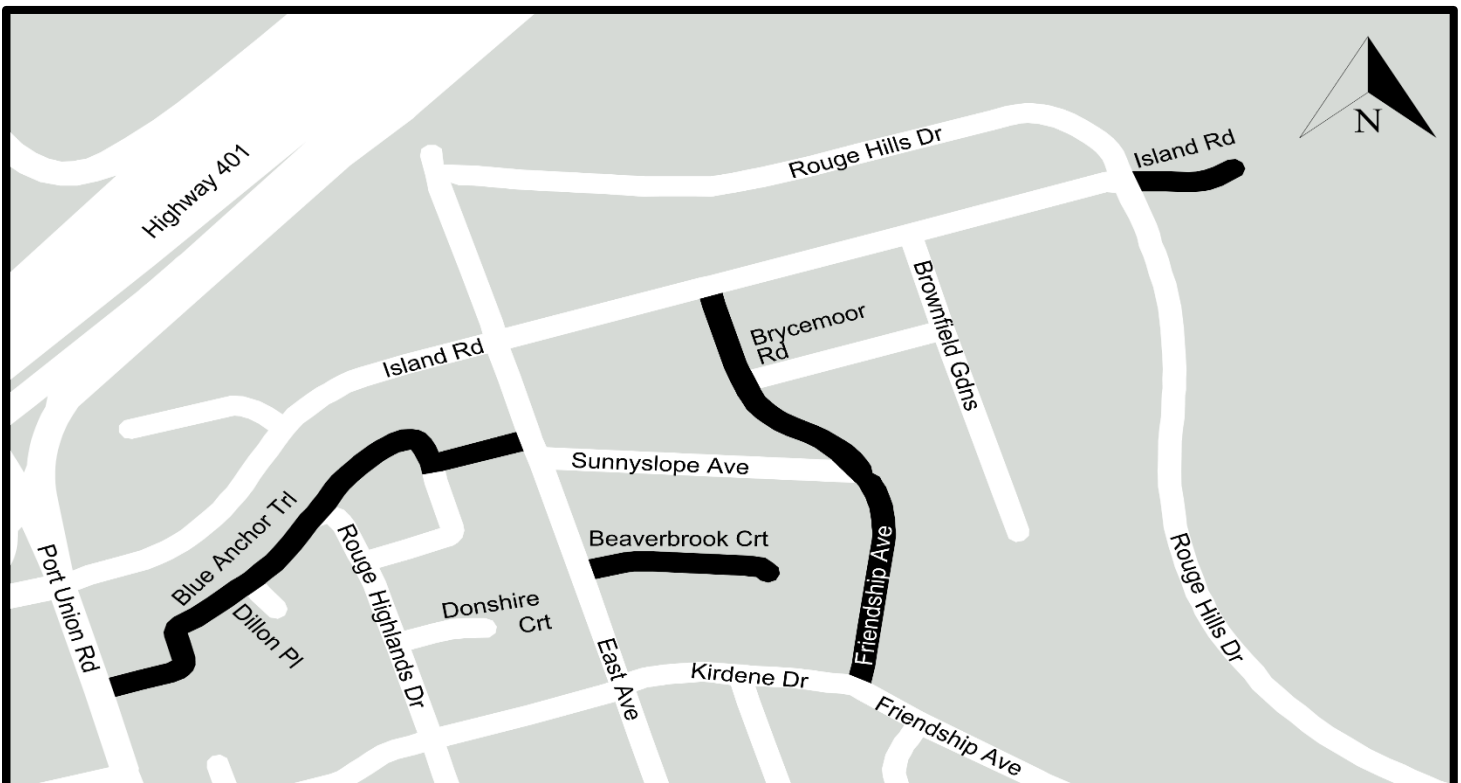 Highway 401
N
Rouge Hills Dr
Island Rd
Brycemoor
Rd
Brownfield Gdns
Island Rd
Sunnyslope Ave
Blue Anchor Trl
Beaverbrook Crt
Friendship Ave
Port Union Rd
Rouge Highlands Dr
Rouge Hills Dr
Donshire
Crt
Dillon Pl
East Ave
Kirdene Dr
Friendship Ave